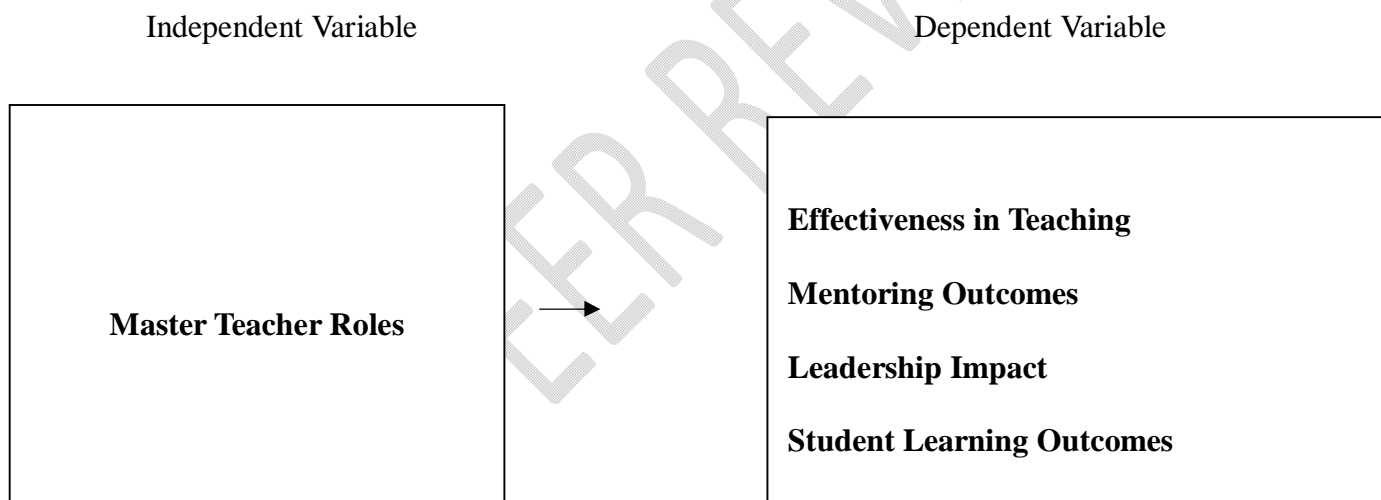 Independent Variable
Dependent Variable
Master Teacher Roles
Effectiveness in Teaching
Mentoring Outcomes
Leadership Impact
Student Learning Outcomes